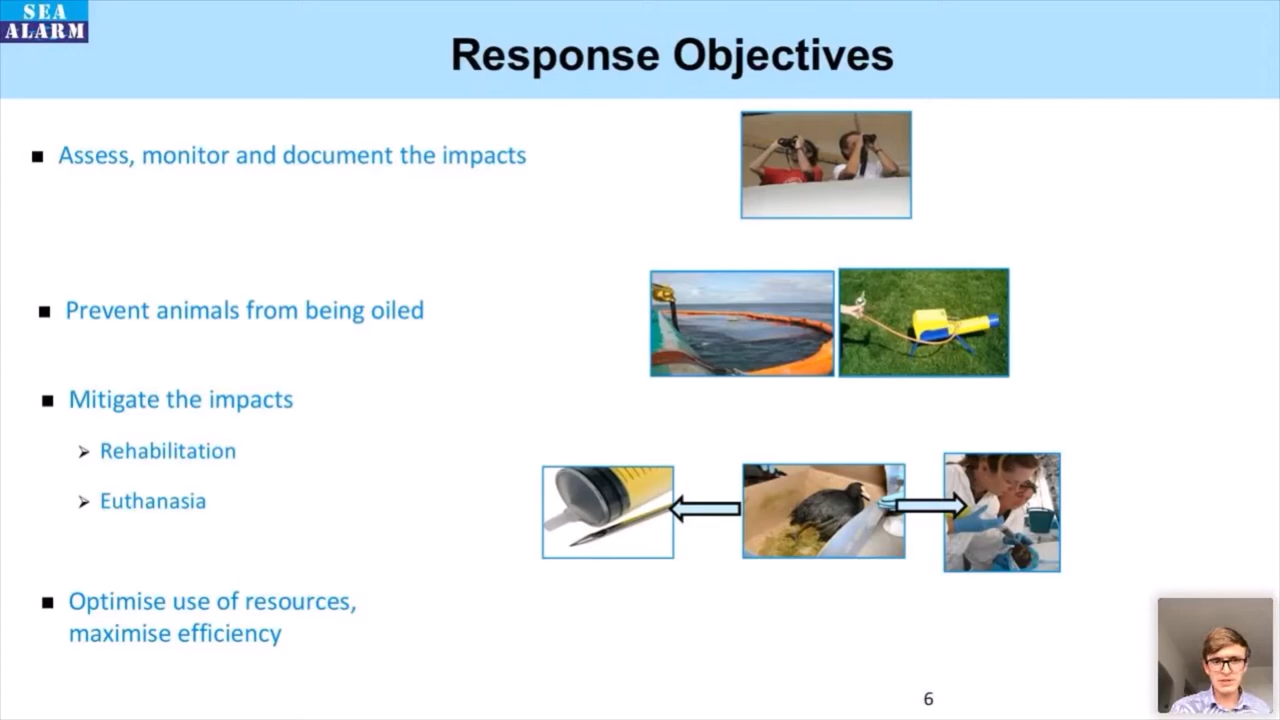 SEA
ALARM
Response Objectives
Assess, monitor and document the impacts
Prevent animals from being oiled
Mitigate the impacts
Rehabilitation
Euthanasia
Optimise use of resources,
maximise efficiency
6